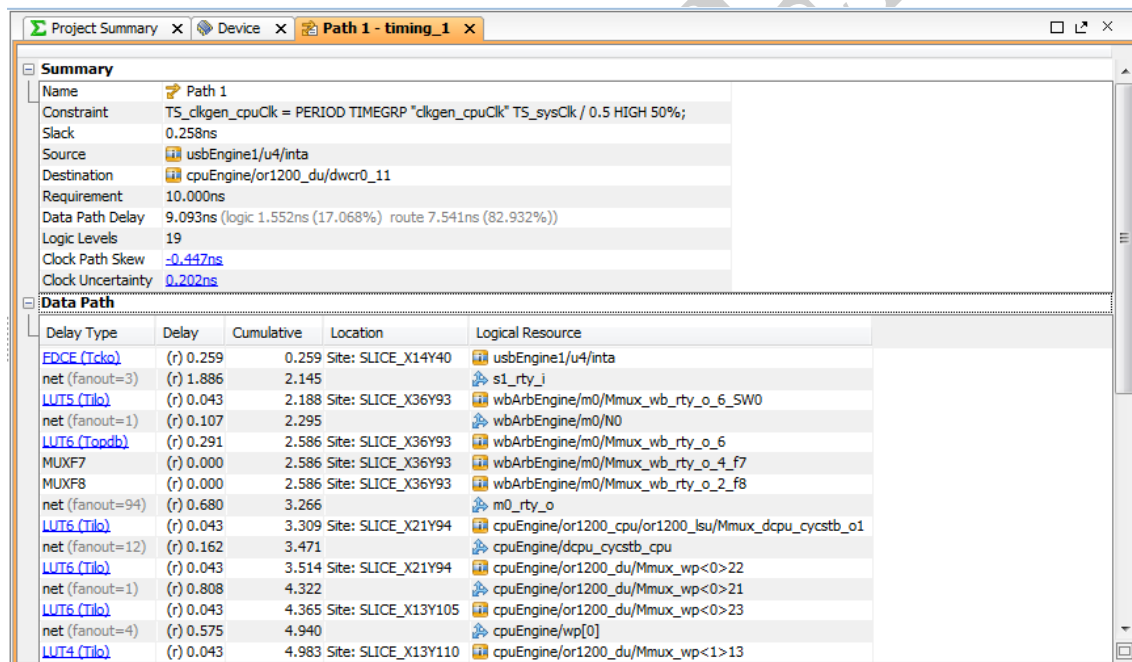 Project Summary Device Path 1 - timing_1
Summary
Name Path 1
Constraint TS_clkgen_cpuClk = PERIOD TIMEGRP "clkgen_cpuClk" TS_sysClk / 0.5 HIGH 50%;
Slack 0.258ns
Source usbEngine1/u4/inta
Destination cpuEngine/or1200_du/dwcr0_11
Requirement 10.000ns
Data Path Delay 9.093ns (logic 1.552ns (17.068%) route 7.541ns (82.932%))
Logic Levels 19
Clock Path Skew -0.447ns
Clock Uncertainty 0.202ns
Data Path
Delay Type Delay Cumulative Location Logical Resource
FDCE (Tcko) (r) 0.259 0.259 Site: SLICE_X14Y40 usbEngine1/u4/inta
net (fanout=3) (r) 1.886 2.145 s1_rty_i
LUT5 (Tilo) (r) 0.043 2.188 Site: SLICE_X36Y93 wbArbEngine/m0/Mmux_wb_rty_o_6_SW0
net (fanout=1) (r) 0.107 2.295 wbArbEngine/m0/N0
LUT6 (Topdb) (r) 0.291 2.586 Site: SLICE_X36Y93 wbArbEngine/m0/Mmux_wb_rty_o_6
MUXF7 (r) 0.000 2.586 Site: SLICE_X36Y93 wbArbEngine/m0/Mmux_wb_rty_o_4_f7
MUXF8 (r) 0.000 2.586 Site: SLICE_X36Y93 wbArbEngine/m0/Mmux_wb_rty_o_2_f8
net (fanout=94) (r) 0.680 3.266 m0_rty_o
LUT6 (Tilo) (r) 0.043 3.309 Site: SLICE_X21Y94 cpuEngine/or1200_cpu/or1200_lsu/Mmux_dcpu_cycstb_o1
net (fanout=12) (r) 0.162 3.471 cpuEngine/dcpu_cycstb_cpu
LUT6 (Tilo) (r) 0.043 3.514 Site: SLICE_X21Y94 cpuEngine/or1200_du/Mmux_wp<0>22
net (fanout=1) (r) 0.808 4.322 cpuEngine/or1200_du/Mmux_wp<0>21
LUT6 (Tilo) (r) 0.043 4.365 Site: SLICE_X13Y105 cpuEngine/or1200_du/Mmux_wp<0>23
net (fanout=4) (r) 0.575 4.940 cpuEngine/wp[0]
LUT4 (Tilo) (r) 0.043 4.983 Site: SLICE_X13Y110 cpuEngine/or1200_du/Mmux_wp<1>13